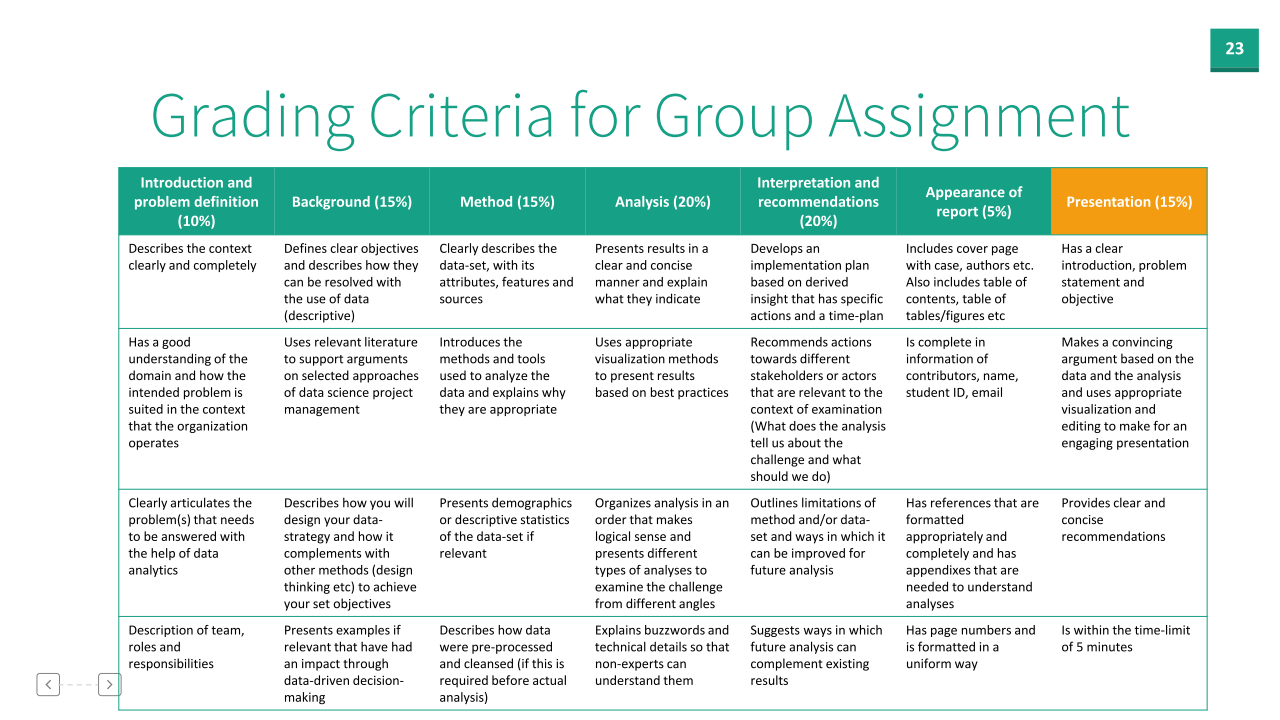 23
Grading Criteria for Group Assignment
Introduction and
problem definition
(10%)
Background (15%)
Method (15%)
Analysis (20%)
Interpretation and
recommendations
(20%)
Appearance of
report (5%)
Presentation (15%)
Describes the context
clearly and completely
Defines clear objectives
and describes how they
can be resolved with
the use of data
(descriptive)
Clearly describes the
data-set, with its
attributes, features and
sources
Presents results in a
clear and concise
manner and explain
what they indicate
Develops an
implementation plan
based on derived
insight that has specific
actions and a time-plan
Includes cover page
with case, authors etc.
Also includes table of
contents, table of
tables/figures etc
Has a clear
introduction, problem
statement and
objective
Has a good
understanding of the
domain and how the
intended problem is
suited in the context
that the organization
operates
Uses relevant literature
to support arguments
on selected approaches
of data science project
management
Introduces the
methods and tools
used to analyze the
data and explains why
they are appropriate
Uses appropriate
visualization methods
to present results
based on best practices
Recommends actions
towards different
stakeholders or actors
that are relevant to the
context of examination
(What does the analysis
tell us about the
challenge and what
should we do)
Is complete in
information of
contributors, name,
student ID, email
Makes a convincing
argument based on the
data and the analysis
and uses appropriate
visualization and
editing to make for an
engaging presentation
Clearly articulates the
problem(s) that needs
to be answered with
the help of data
analytics
Describes how you will
design your data-
strategy and how it
complements with
other methods (design
thinking etc) to achieve
your set objectives
Presents demographics
or descriptive statistics
of the data-set if
relevant
Organizes analysis in an
order that makes
logical sense and
presents different
types of analyses to
examine the challenge
from different angles
Outlines limitations of
method and/or data-
set and ways in which it
can be improved for
future analysis
Has references that are
formatted
appropriately and
completely and has
appendixes that are
needed to understand
analyses
Provides clear and
concise
recommendations
Description of team,
roles and
responsibilities
Presents examples if
relevant that have had
an impact through
data-driven decision-
making
Describes how data
were pre-processed
and cleansed (if this is
required before actual
analysis)
Explains buzzwords and
technical details so that
non-experts can
understand them
Suggests ways in which
future analysis can
complement existing
results
Has page numbers and
is formatted in a
uniform way
Is within the time-limit
of 5 minutes